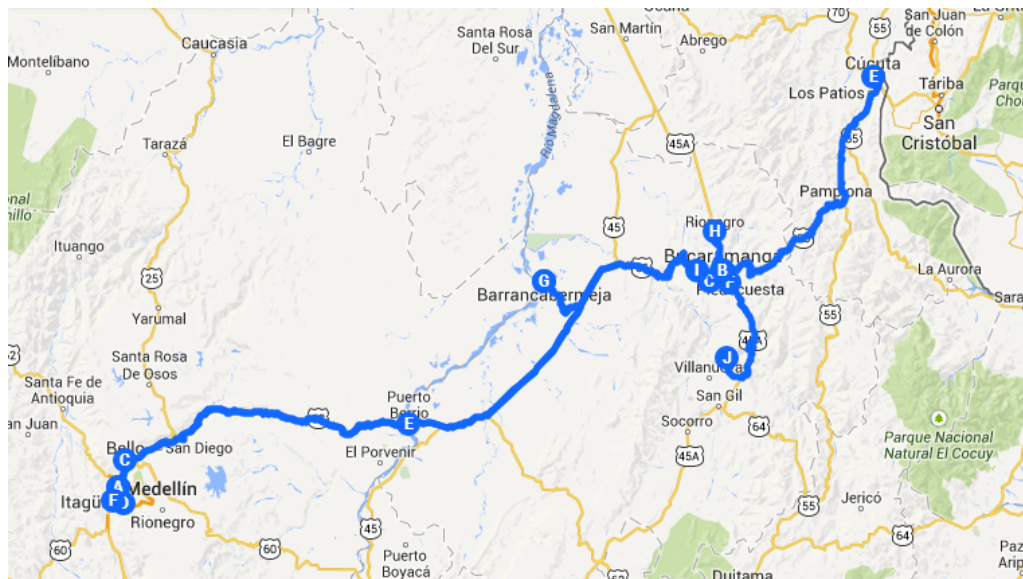 Caucasia
Santa Rosa
Del Sur
San Martín
Abrego
70
55
San Juan
de Colón
Montelíbano
Cúcuta
E
Los Patios
Táriba
San
Cristóbal
Tarazá
El Bagre
Río Magdalena
45A
55
Pamplona
Rionegro
H
Ituango
45
55
Bucaramanga
I
B
C
La Aurora
G
Barrancabermeja
Piedecuesta
25
Yarumal
55
45A
J
Villanueva
San Gil
Santa Rosa
De Osos
Santa Fe de
Antioquia
Puerto
Berrío
E
Socorro
64
45A
Parque Nacional
Natural El Cocuy
Bello
San Diego
C
El Porvenir
A
Medellín
Itagüí
F
D
Rionegro
Jericó
55
45
64
60
60
Puerto
Boyacá
Duitama